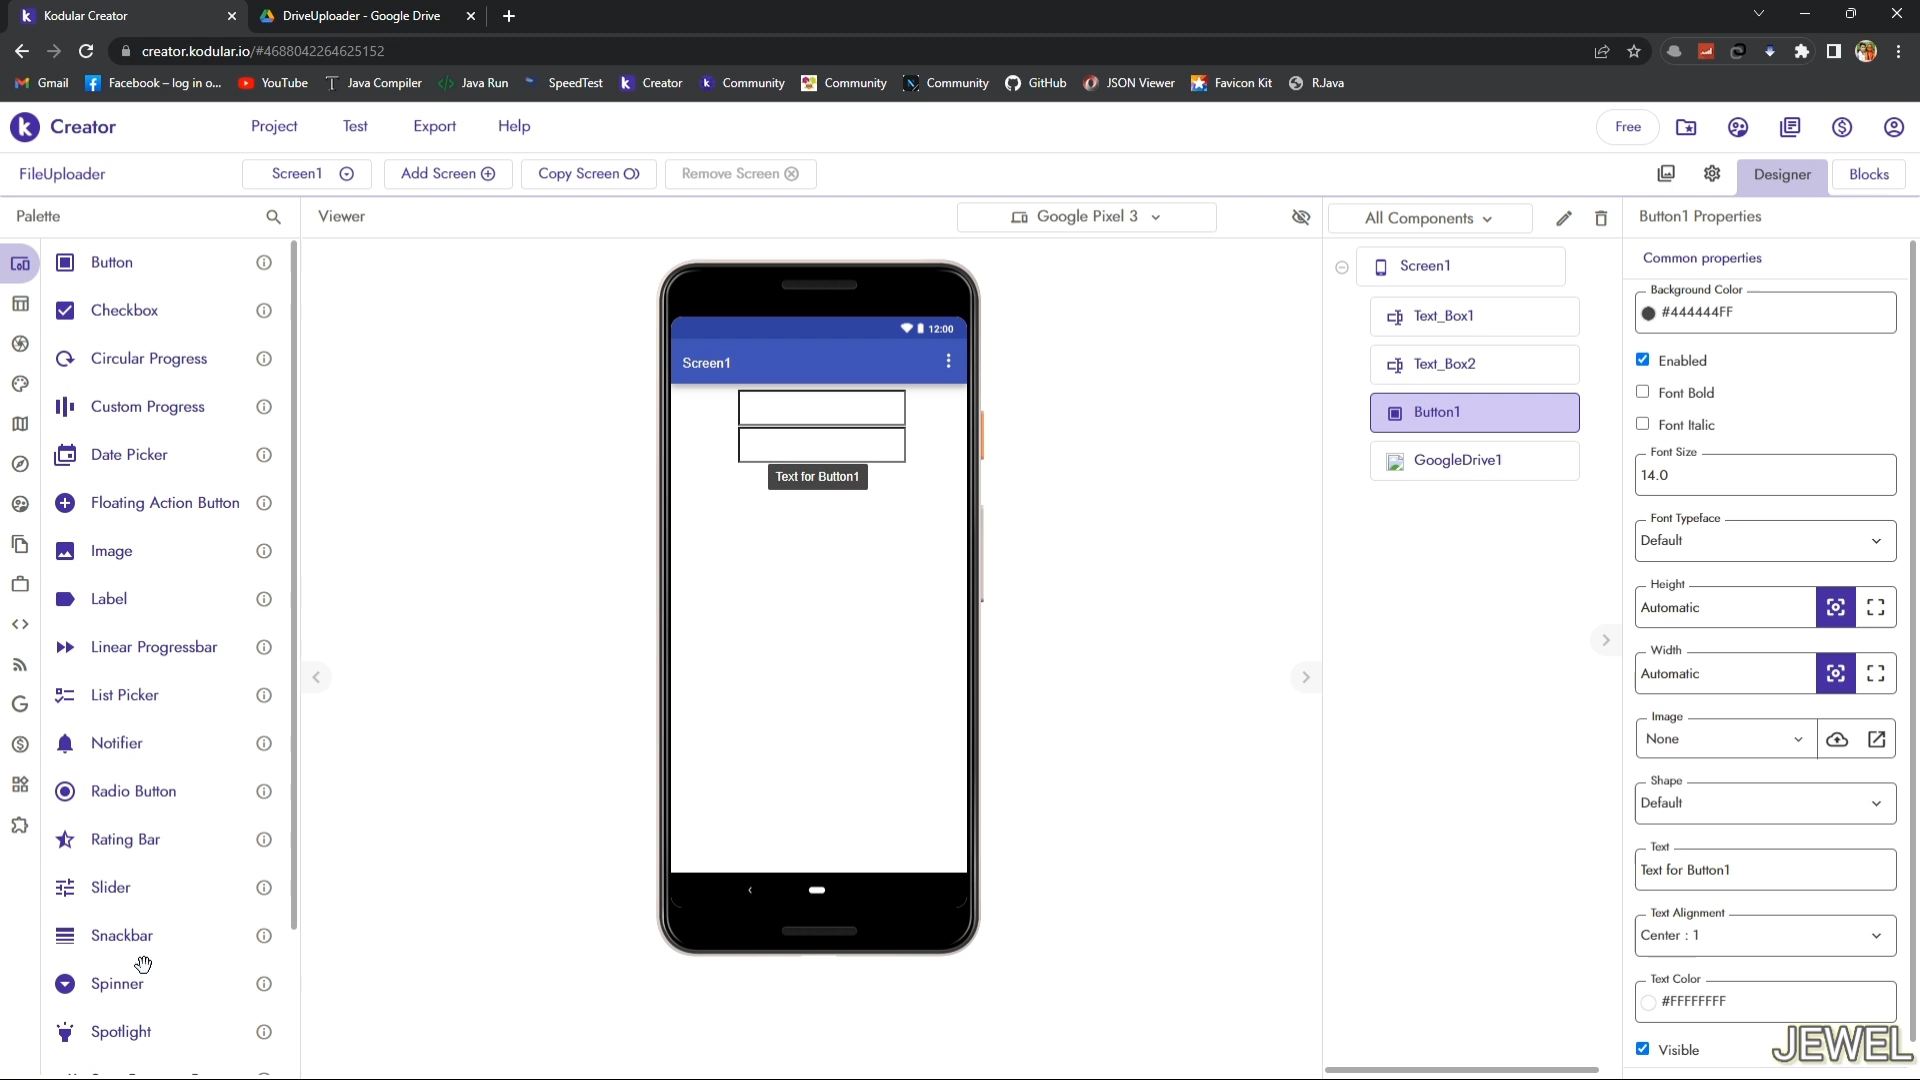 Kodular Creator
DriveUploader - Google Drive
creator.kodular.io/#4688042264625152
Gmail
Facebook – log in o...
YouTube
Java Compiler
Java Run
SpeedTest
Creator
Community
Community
Community
GitHub
JSON Viewer
Favicon Kit
R.Java
Creator
Project
Test
Export
Help
Free
FileUploader
Screen1
Add Screen
Copy Screen
Remove Screen
Designer
Blocks
Palette
Viewer
Google Pixel 3
All Components
Button1 Properties
Button
Checkbox
Circular Progress
Custom Progress
Date Picker
Floating Action Button
Image
Label
Linear Progressbar
List Picker
Notifier
Radio Button
Rating Bar
Slider
Snackbar
Spinner
Spotlight
12:00
Screen1
Text for Button1
Screen1
Text_Box1
Text_Box2
Button1
GoogleDrive1
Common properties
Background Color
#444444FF
Enabled
Font Bold
Font Italic
Font Size
14.0
Font Typeface
Default
Height
Automatic
Width
Automatic
Image
None
Shape
Default
Text
Text for Button1
Text Alignment
Center : 1
Text Color
#FFFFFFFF
Visible
JEWEL